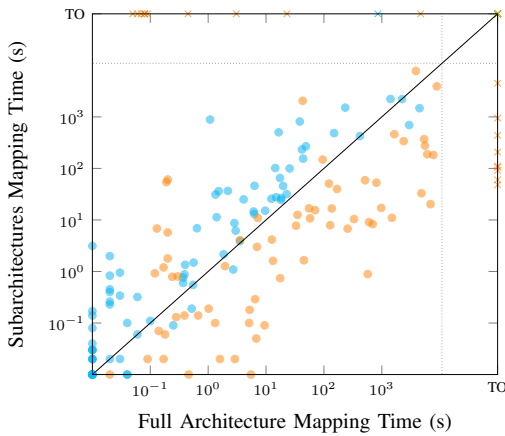 TO
10³
10²
10¹
10⁰
10⁻¹
10⁻¹ 10⁰ 10¹ 10² 10³ TO
Subarchitectures Mapping Time (s)
Full Architecture Mapping Time (s)